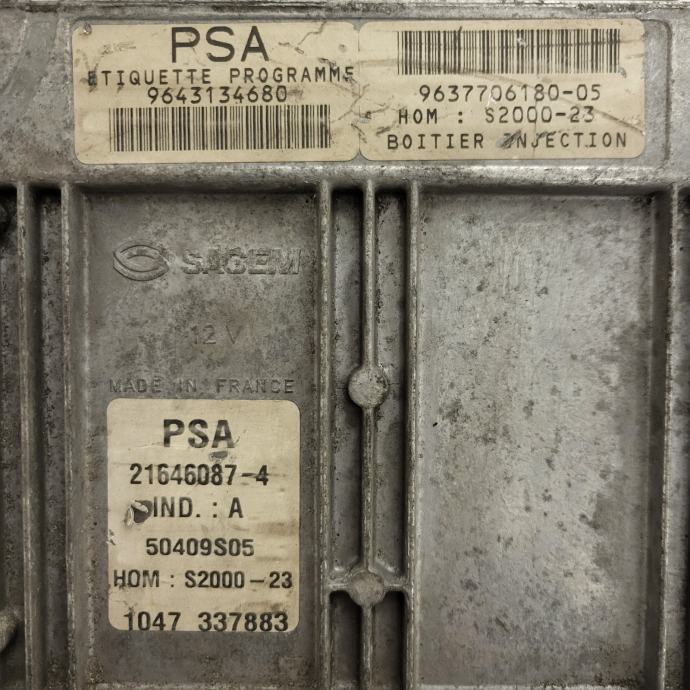 PSA
ETIQUETTE PROGRAMME
9643134680
9637706180-05
HOM : S2000-23
BOITIER INJECTION
SAGEM
12 V
MADE IN FRANCE
PSA
21646087-4
IND. : A
50409S05
HOM : S2000-23
1047 337883